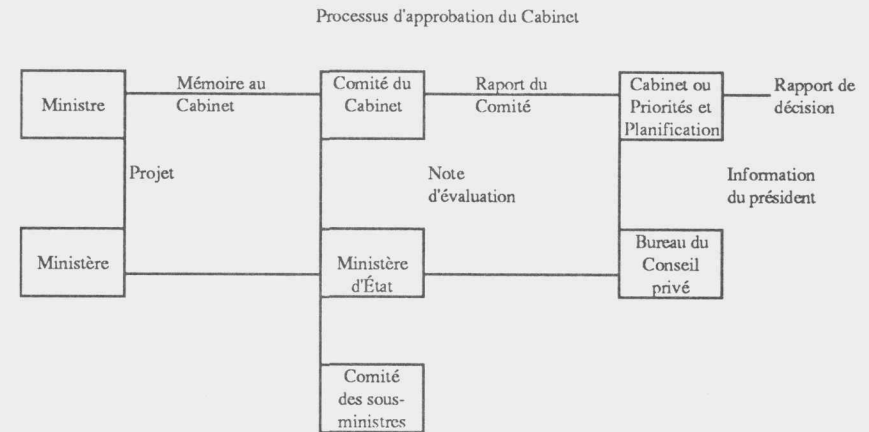 Processus d'approbation du Cabinet
Ministre
Mémoire au
Cabinet
Comité du
Cabinet
Raport du
Comité
Cabinet ou
Priorités et
Planification
Rapport de
décision
Projet
Note
d'évaluation
Information
du président
Ministère
Ministère
d'État
Bureau du
Conseil
privé
Comité
des sous-
ministres